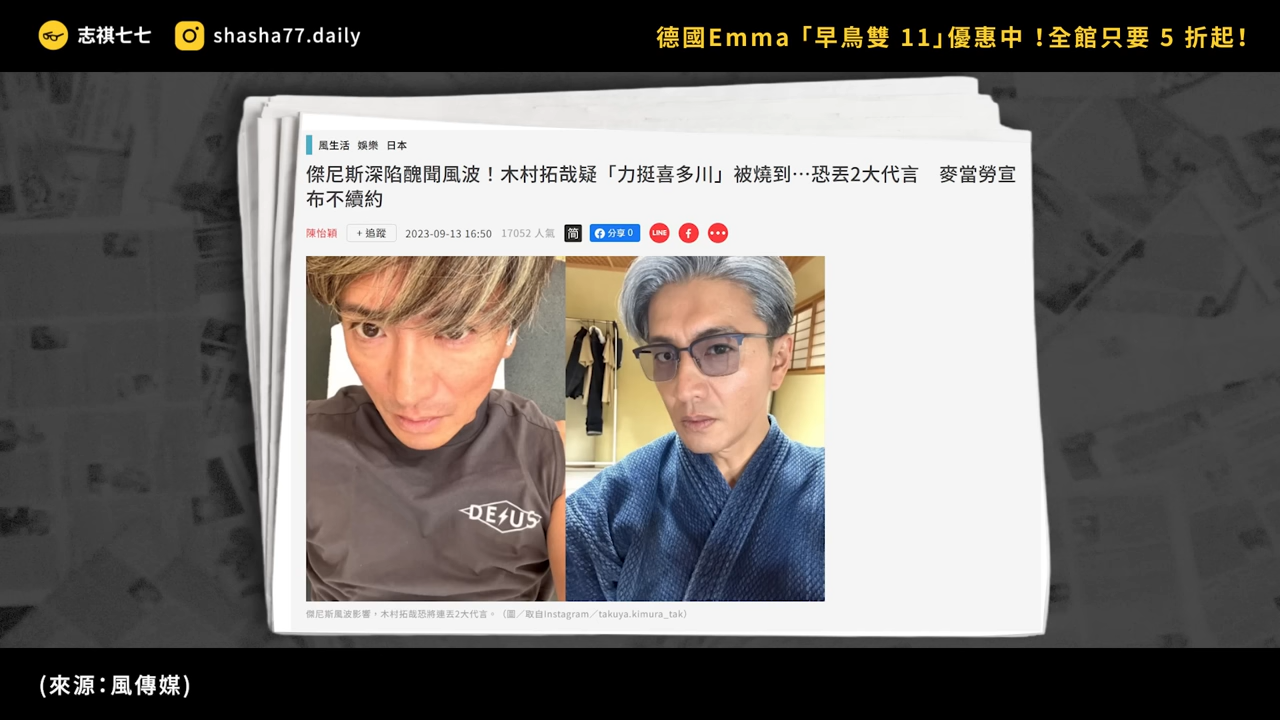 志祺七七
shasha77.daily
德國Emma「早鳥雙 11」優惠中！全館只要 5 折起！
風生活 娛樂 日本
傑尼斯深陷醜聞風波！木村拓哉疑「力挺喜多川」被燒到…恐丟2大代言　麥當勞宣
布不續約
陳怡穎
+ 追蹤
2023-09-13 16:50
17052 人氣
简
分享 0
LINE
DEUS
傑尼斯風波影響，木村拓哉恐將連丟2大代言。（圖／取自Instagram／takuya.kimura_tak）
(來源：風傳媒)